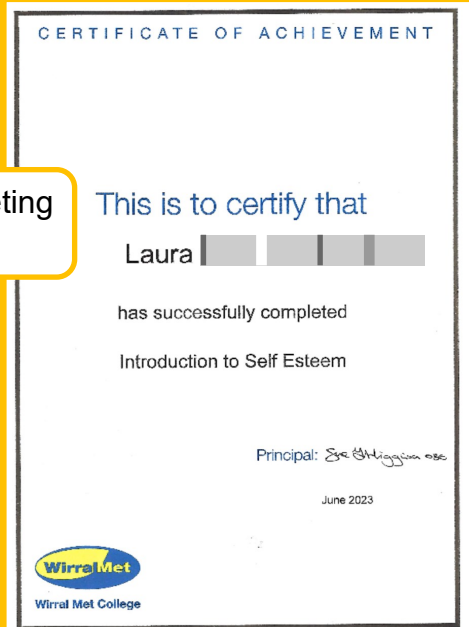 CERTIFICATE OF ACHIEVEMENT
eting
This is to certify that
Laura
has successfully completed
Introduction to Self Esteem
Principal:
June 2023
WirralMet
Wirral Met College